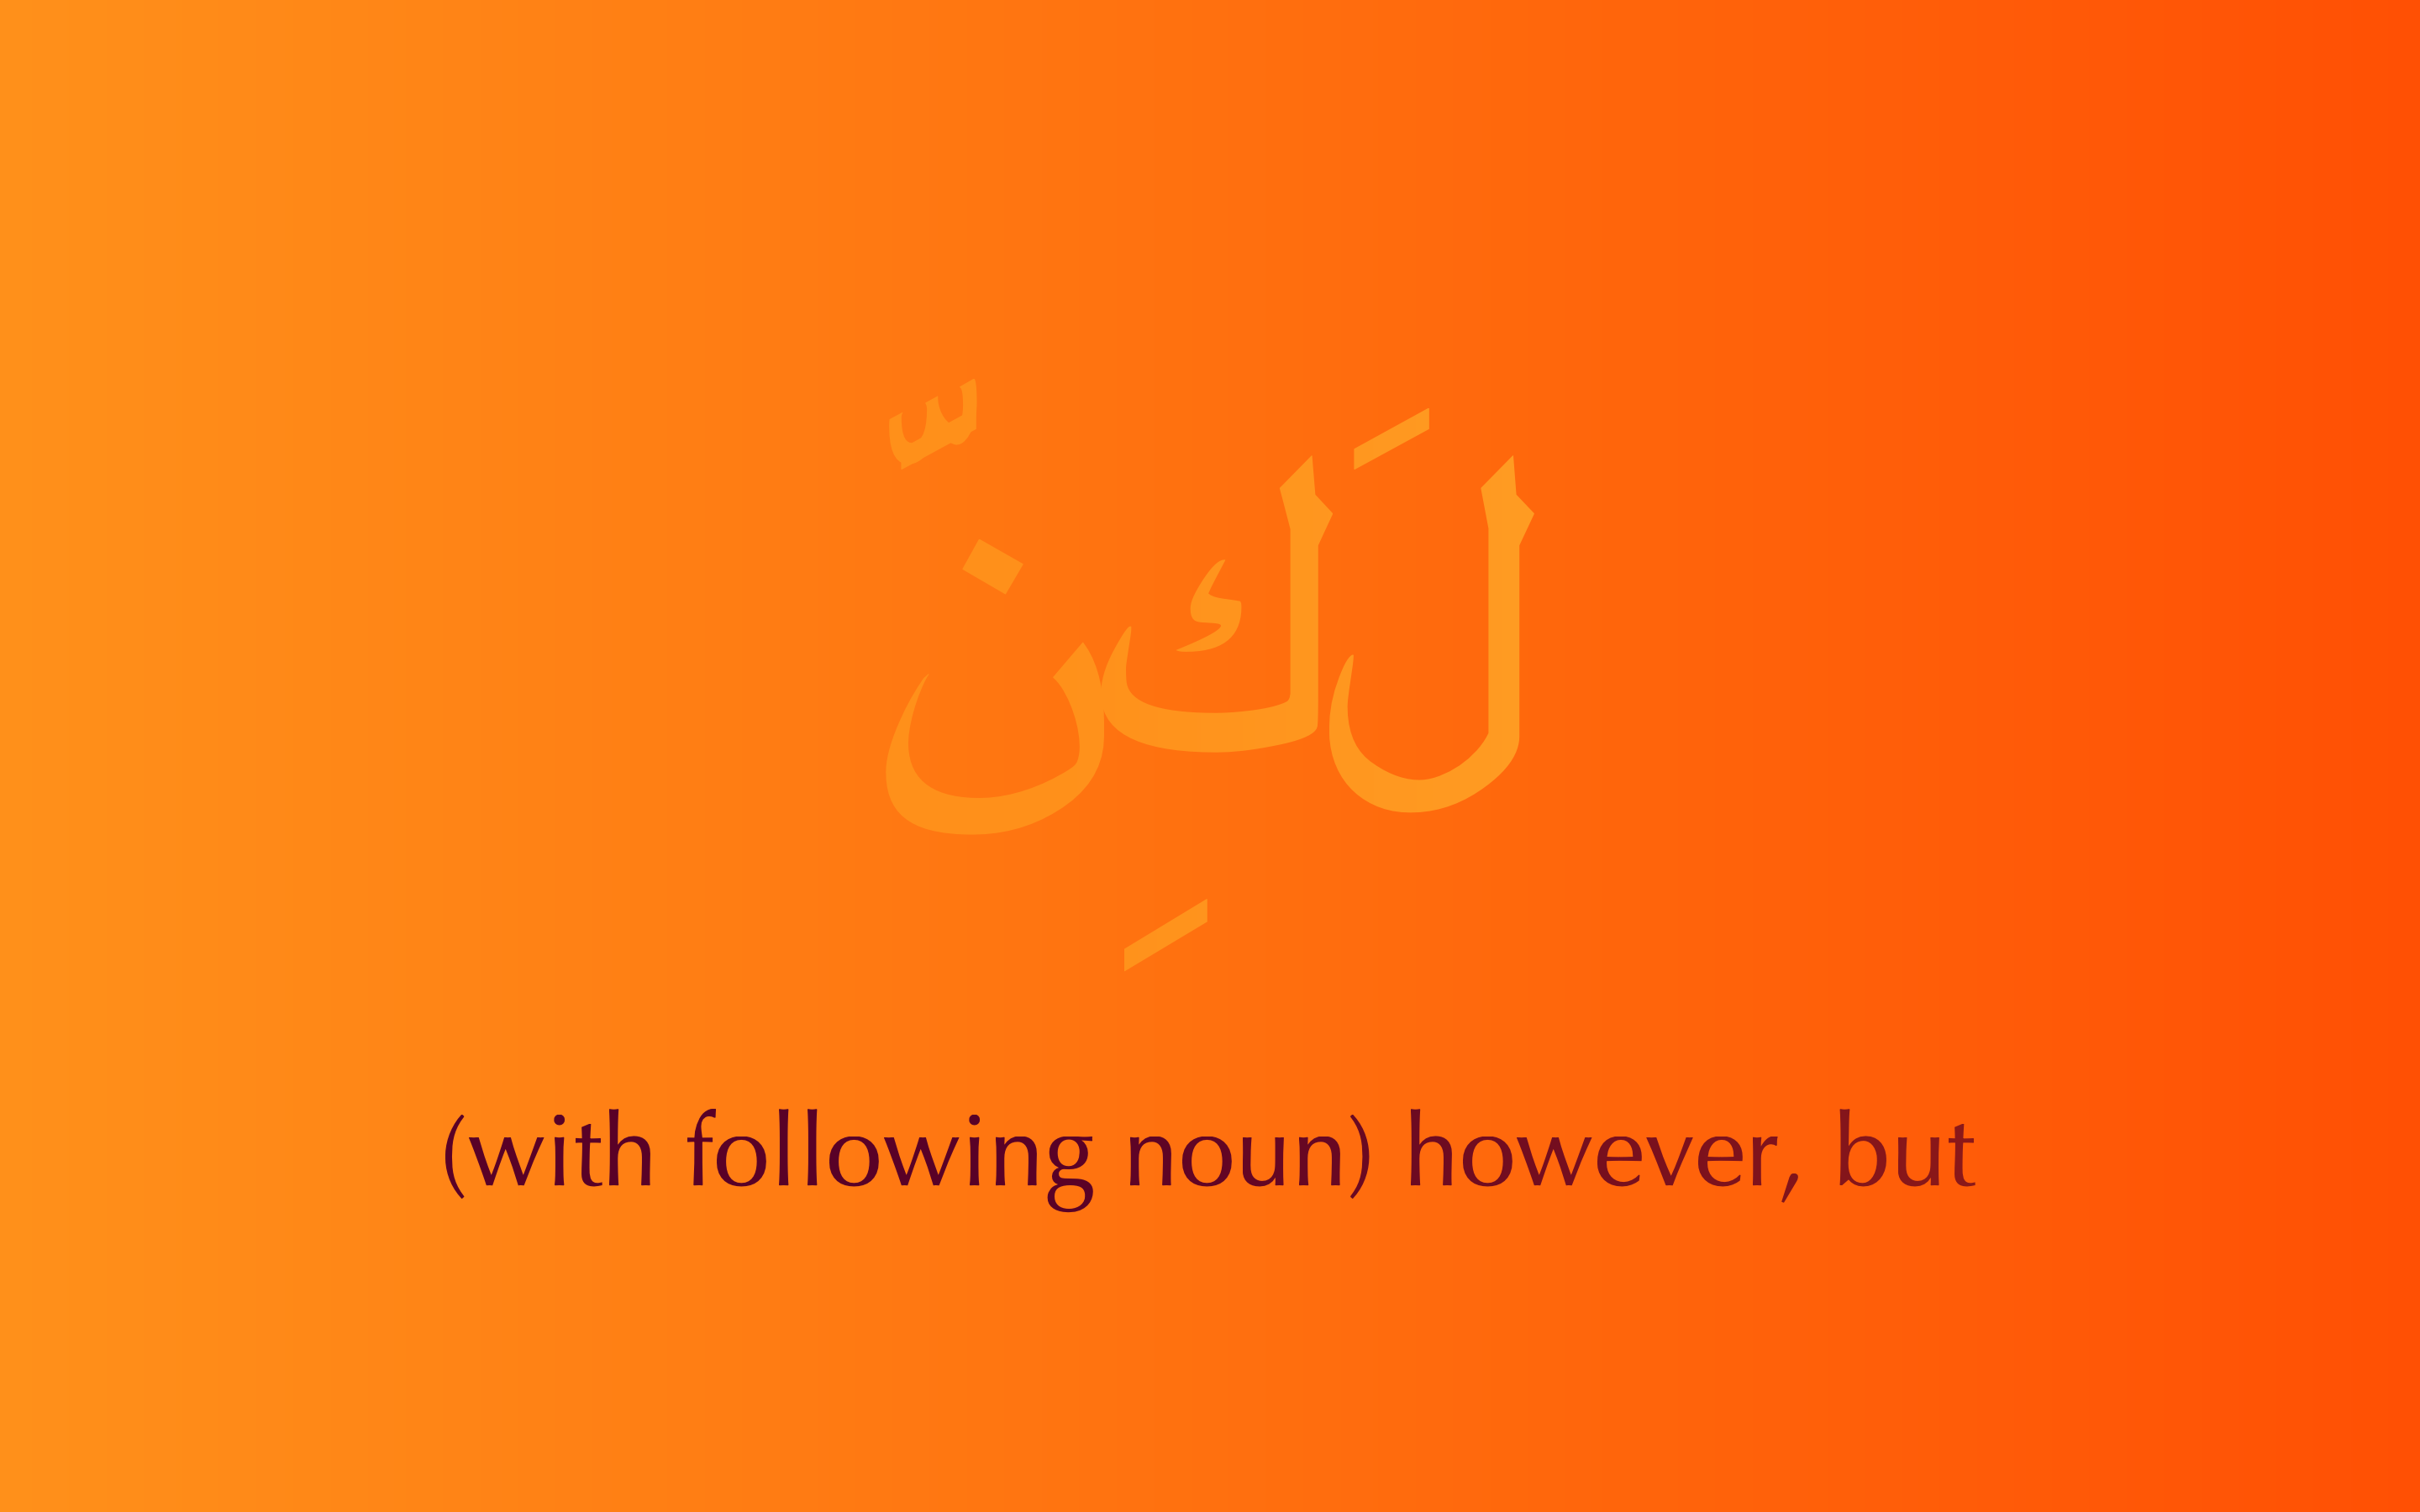 لَكِنّ
(with following noun) however, but